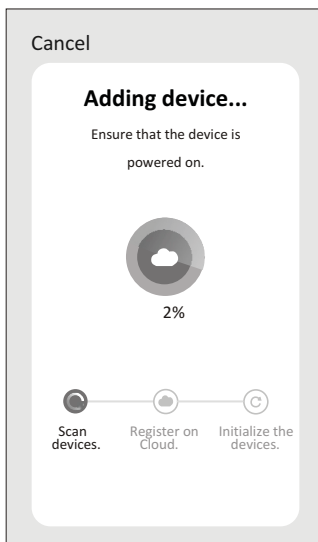 Cancel
Adding device...
Ensure that the device is
powered on.
2%
Scan
devices.
Register on
Cloud.
Initialize the
devices.